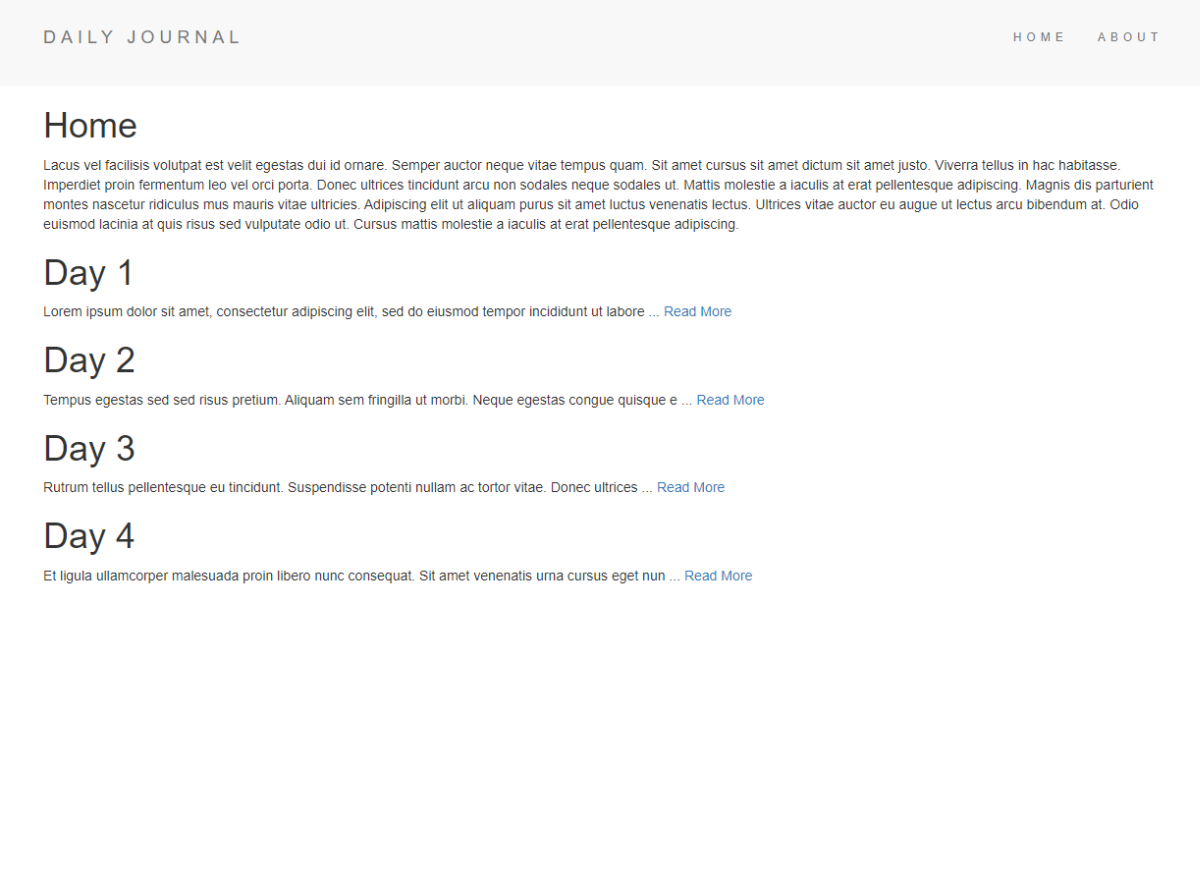 DAILY JOURNAL
HOME ABOUT
Home
Lacus vel facilisis volutpat est velit egestas dui id ornare. Semper auctor neque vitae tempus quam. Sit amet cursus sit amet dictum sit amet justo. Viverra tellus in hac habitasse.
Imperdiet proin fermentum leo vel orci porta. Donec ultrices tincidunt arcu non sodales neque sodales ut. Mattis molestie a iaculis at erat pellentesque adipiscing. Magnis dis parturient
montes nascetur ridiculus mus mauris vitae ultricies. Adipiscing elit ut aliquam purus sit amet luctus venenatis lectus. Ultrices vitae auctor eu augue ut lectus arcu bibendum at. Odio
euismod lacinia at quis risus sed vulputate odio ut. Cursus mattis molestie a iaculis at erat pellentesque adipiscing.
Day 1
Lorem ipsum dolor sit amet, consectetur adipiscing elit, sed do eiusmod tempor incididunt ut labore ... Read More
Day 2
Tempus egestas sed sed risus pretium. Aliquam sem fringilla ut morbi. Neque egestas congue quisque e ... Read More
Day 3
Rutrum tellus pellentesque eu tincidunt. Suspendisse potenti nullam ac tortor vitae. Donec ultrices ... Read More
Day 4
Et ligula ullamcorper malesuada proin libero nunc consequat. Sit amet venenatis urna cursus eget nun ... Read More